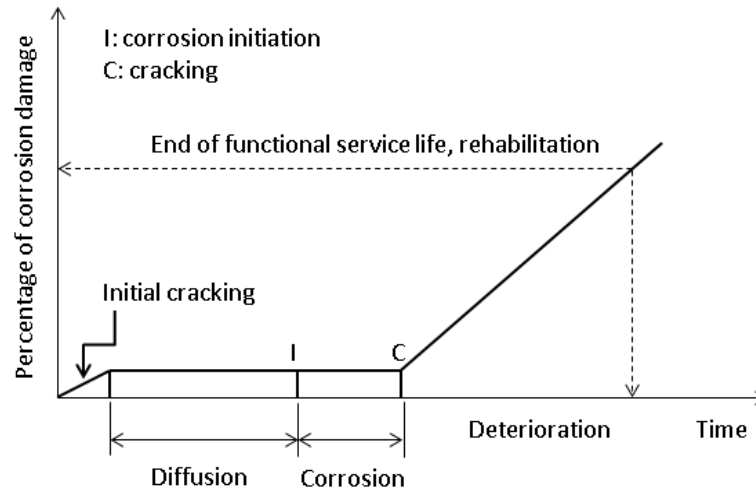 I: corrosion initiation
C: cracking
End of functional service life, rehabilitation
Percentage of corrosion damage
Initial cracking
I
C
Deterioration
Time
Diffusion
Corrosion